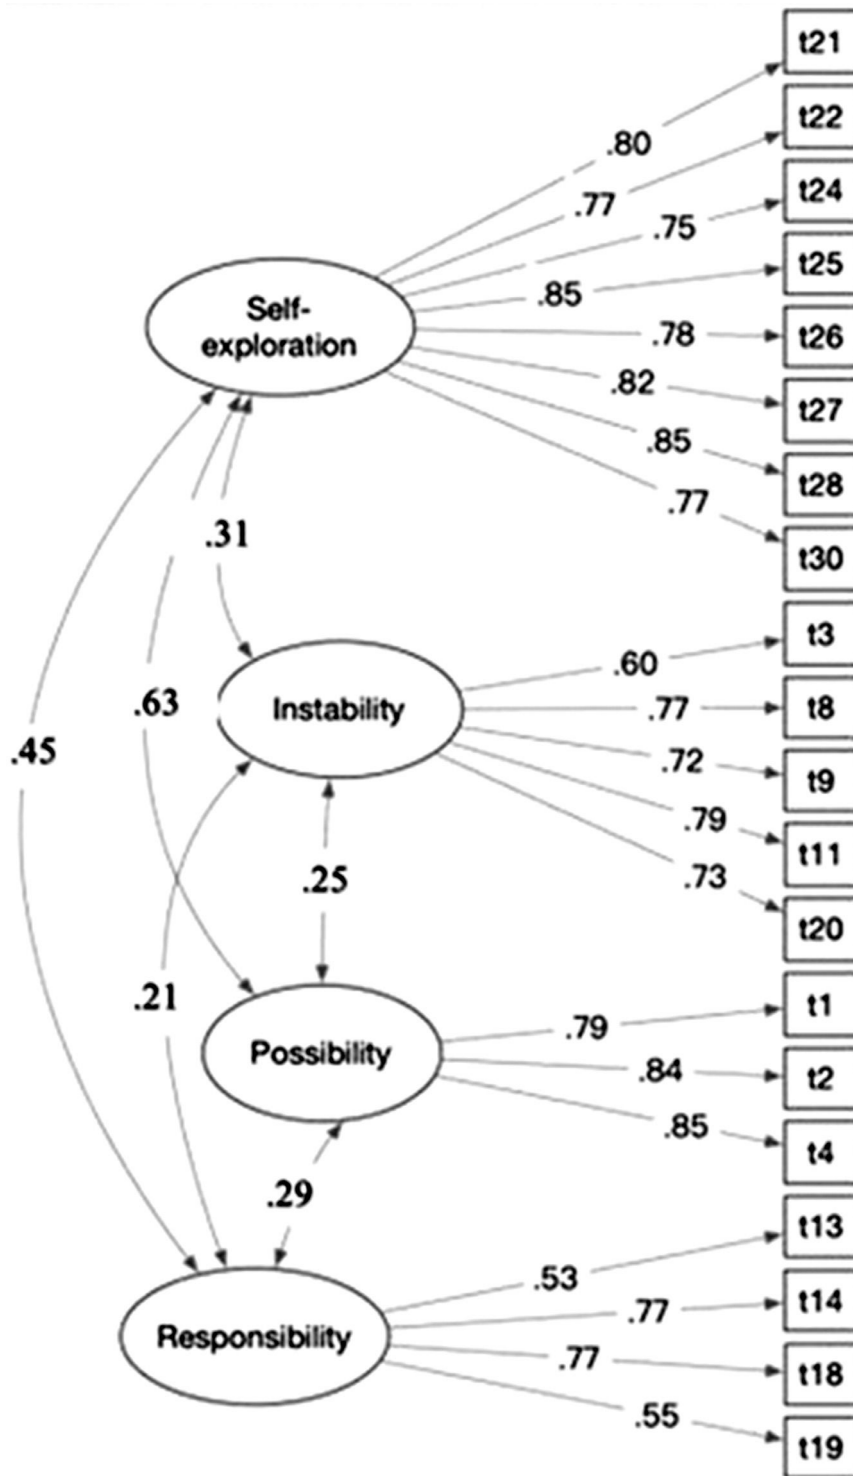 t21
.80
t22
.77
t24
.75
t25
.85
Self-
exploration
.78
t26
.82
t27
.85
t28
.77
t30
.31
.60
t3
.63
Instability
.77
t8
.45
.72
t9
.79
t11
.25
.73
t20
.21
.79
t1
Possibility
.84
t2
.85
t4
.29
.53
t13
Responsibility
.77
t14
.77
t18
.55
t19